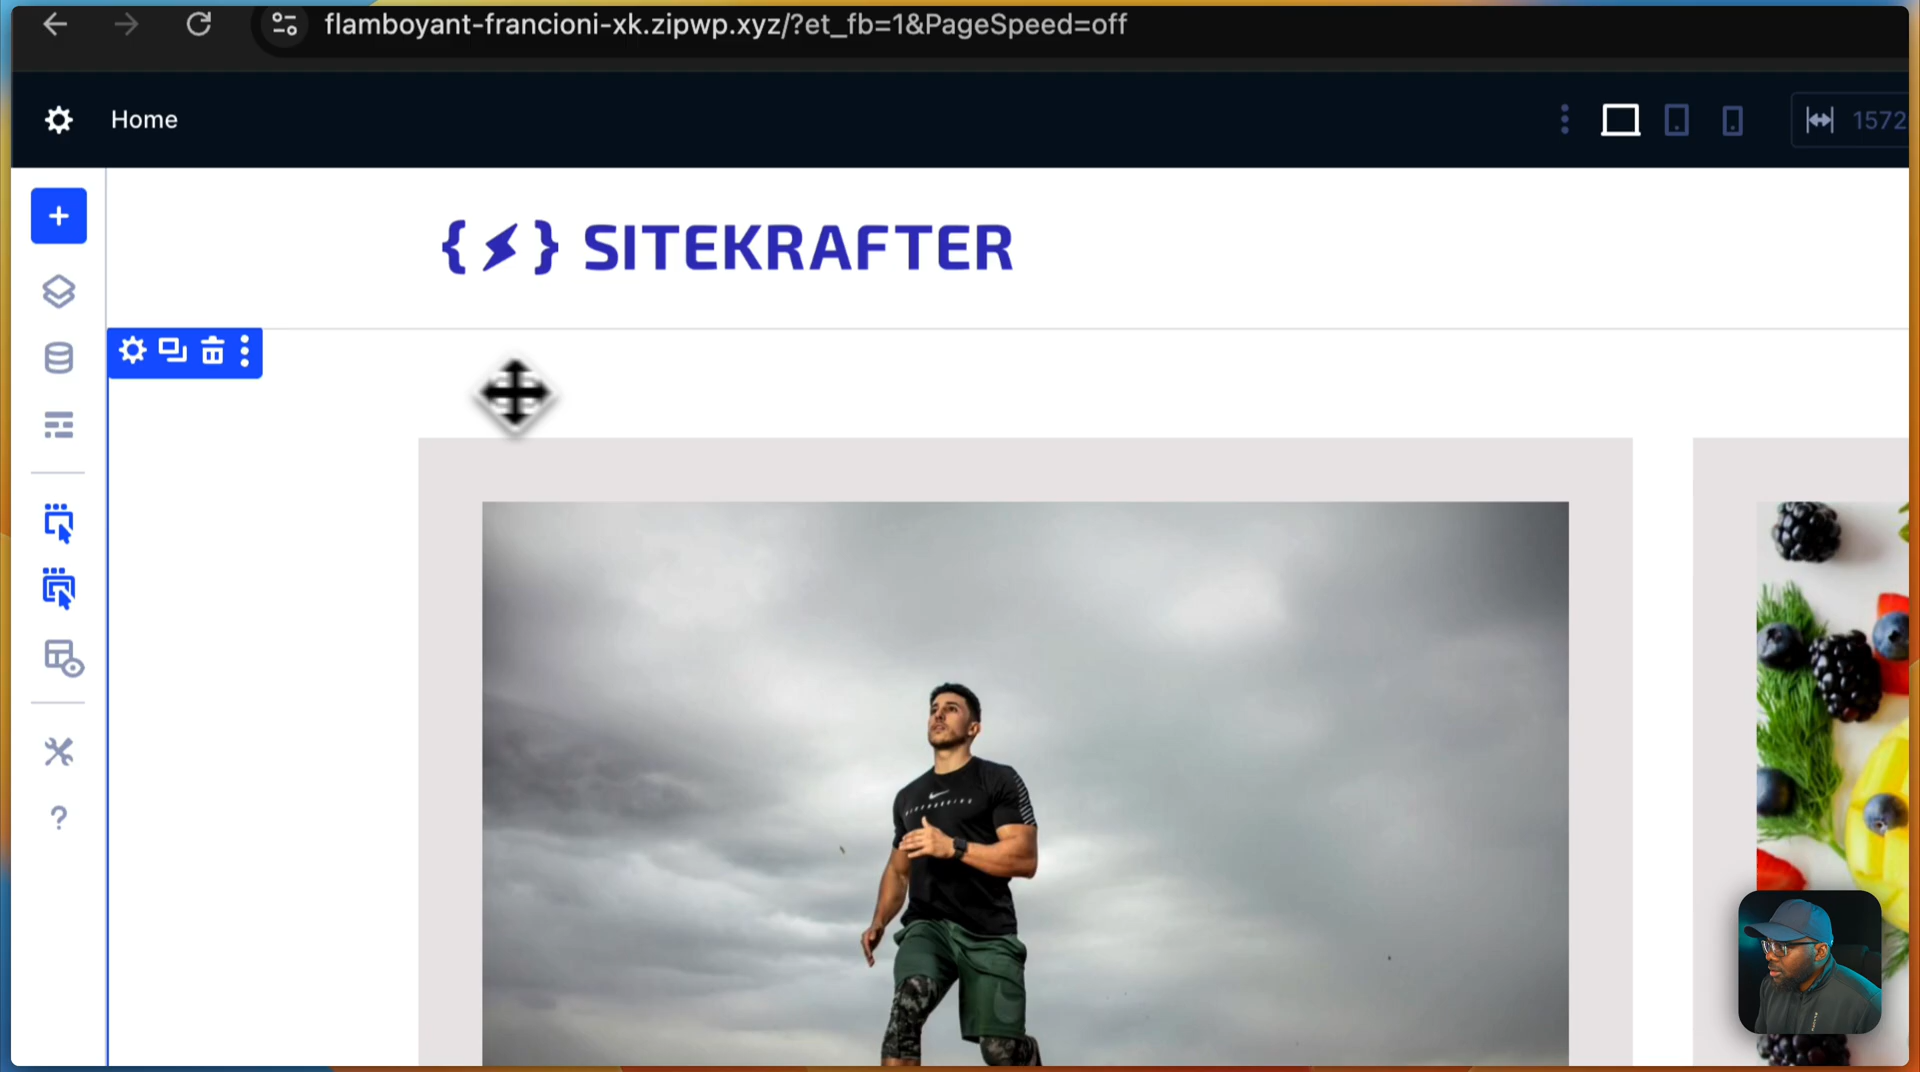 flamboyant-francioni-xk.zipwp.xyz/?et_fb=1&PageSpeed=off
Home
1572
{⚡} SITEKRAFTER